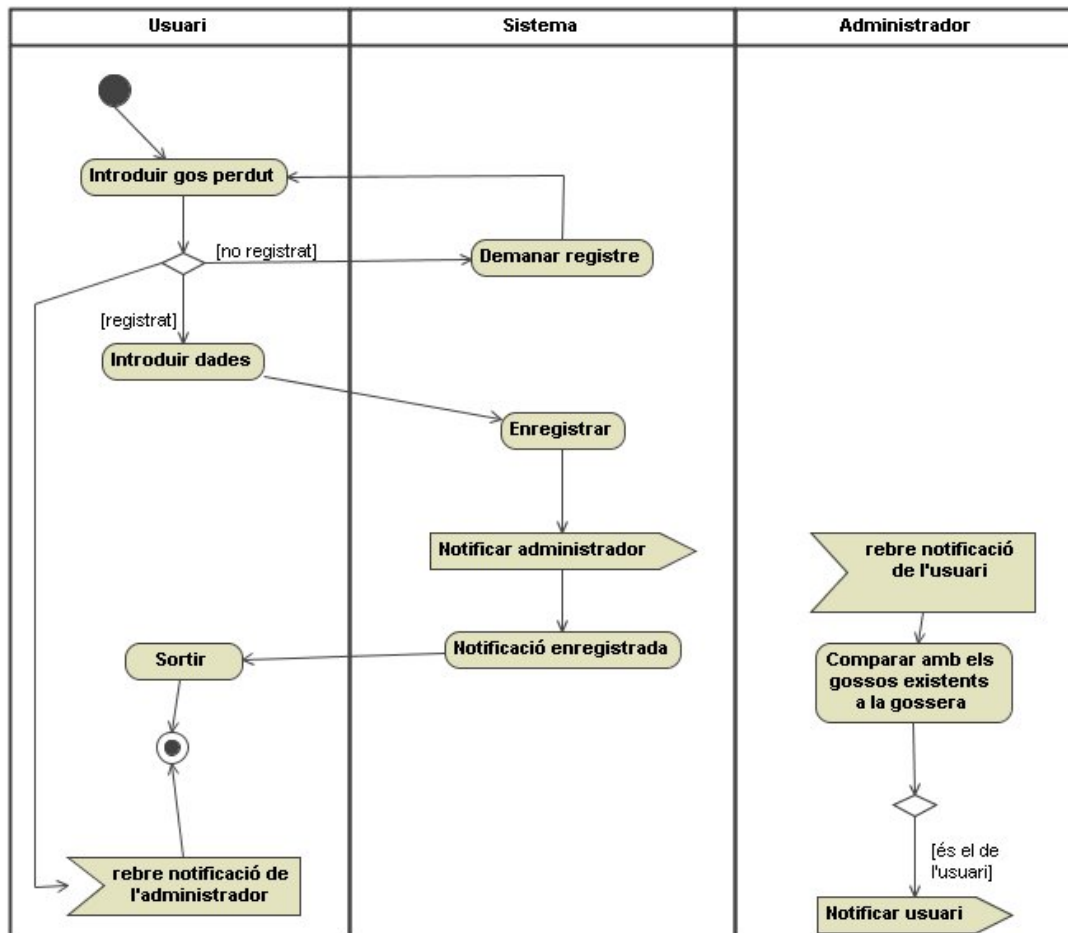 Usuari
Sistema
Administrador
Introduir gos perdut
[no registrat]
Demanar registre
[registrat]
Introduir dades
Enregistrar
Notificar administrador
rebre notificació
de l'usuari
Sortir
Notificació enregistrada
Comparar amb els
gossos existents
a la gossera
[és el de
l'usuari]
rebre notificació de
l'administrador
Notificar usuari